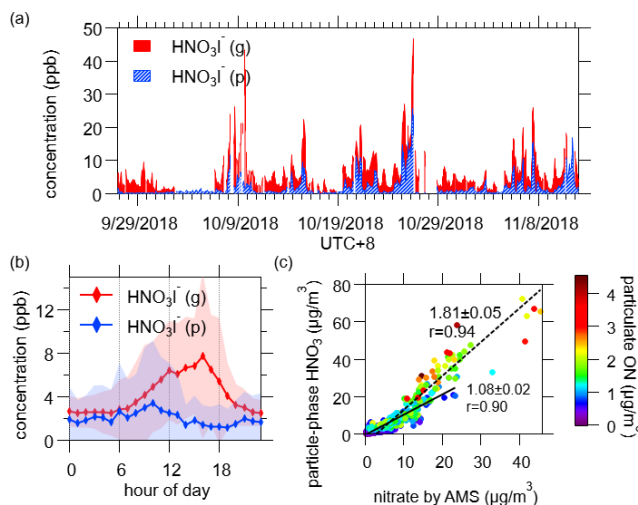 (a)
50
40
30
20
10
0
concentration (ppb)
HNO₃I⁻ (g)
HNO₃I⁻ (p)
9/29/2018 10/9/2018 10/19/2018 10/29/2018 11/8/2018
UTC+8
(b)
12
8
4
0
concentration (ppb)
HNO₃I⁻ (g)
HNO₃I⁻ (p)
0 6 12 18
hour of day
(c)
80
60
40
20
0
particle-phase HNO₃ (µg/m³)
1.81±0.05
r=0.94
1.08±0.02
r=0.90
0 10 20 30 40
nitrate by AMS (µg/m³)
4
3
2
1
0
particulate ON (µg/m³)